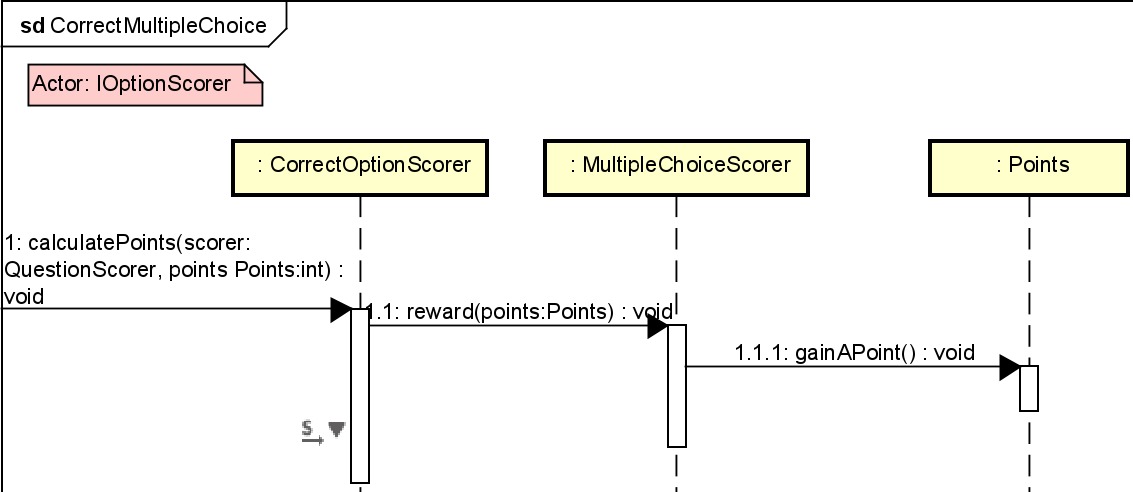 sd CorrectMultipleChoice
Actor: IOptionScorer
: CorrectOptionScorer
: MultipleChoiceScorer
: Points
1: calculatePoints(scorer:
QuestionScorer, points Points:int) :
void
1.1: reward(points:Points) : void
1.1.1: gainAPoint() : void
S